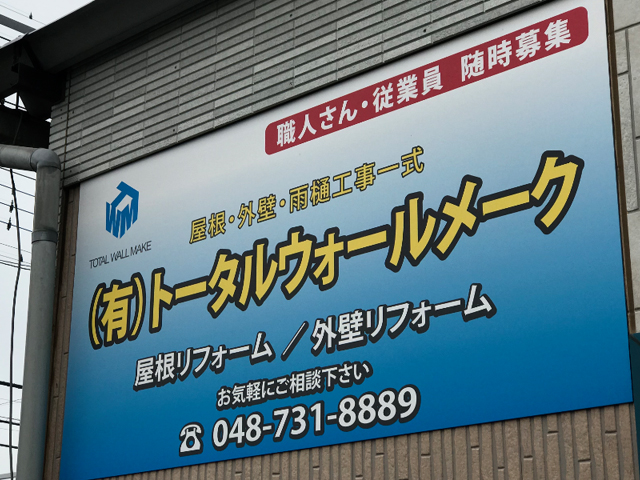 職人さん・従業員 随時募集
屋根・外壁・雨樋工事一式
TOTAL WALL MAKE
(有)トータルウォールメーク
屋根リフォーム／外壁リフォーム
お気軽にご相談下さい
☎ 048-731-8889